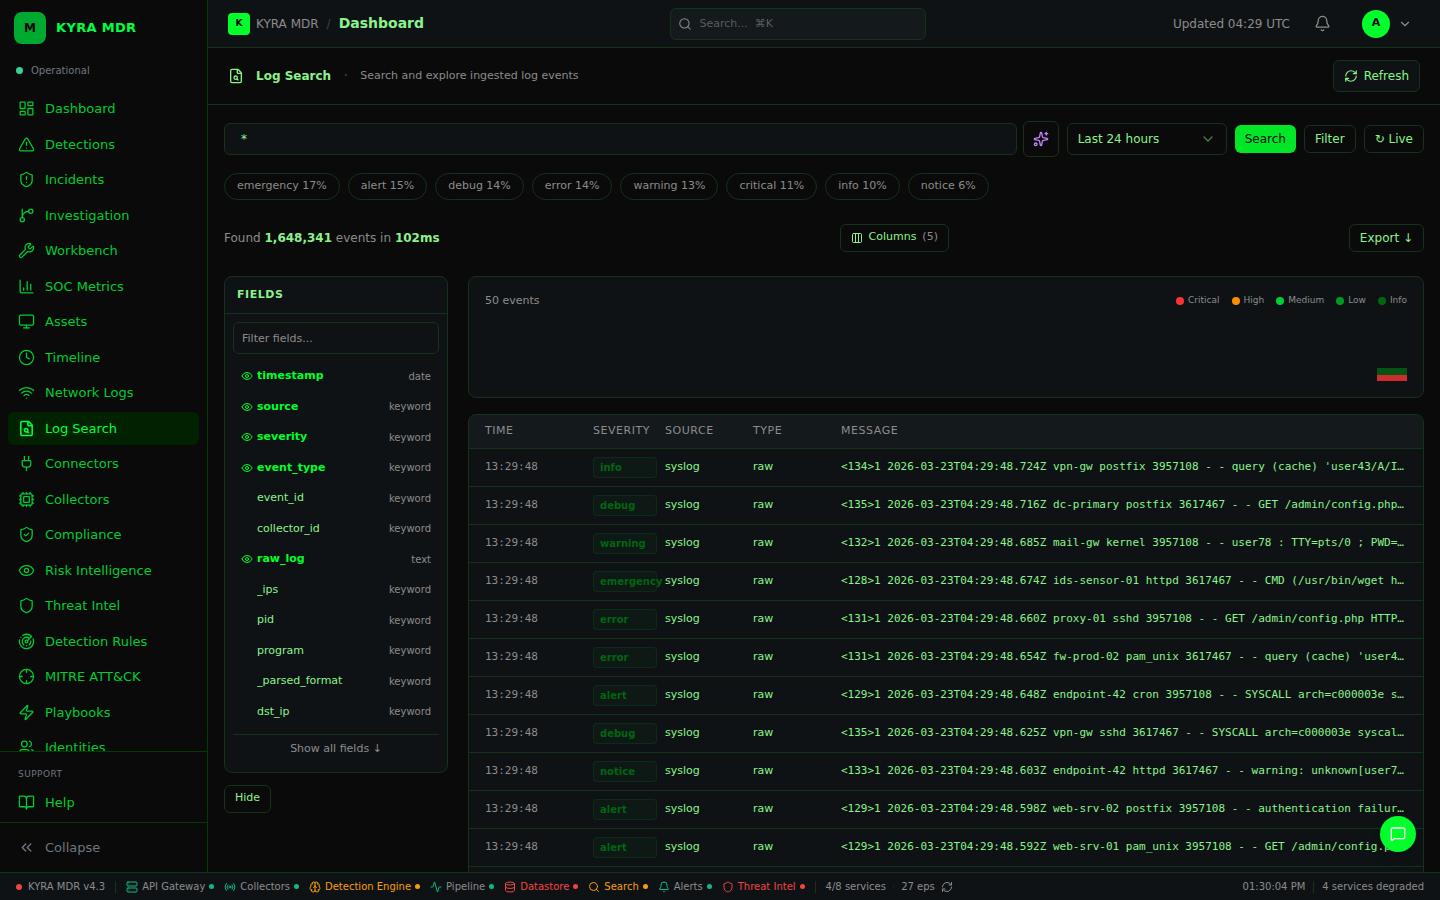 M KYRA MDR
Operational
Dashboard
Detections
Incidents
Investigation
Workbench
SOC Metrics
Assets
Timeline
Network Logs
Log Search
Connectors
Collectors
Compliance
Risk Intelligence
Threat Intel
Detection Rules
MITRE ATT&CK
Playbooks
Identities
SUPPORT
Help
Collapse
K KYRA MDR / Dashboard
Search... ⌘K
Updated 04:29 UTC
A
Log Search · Search and explore ingested log events
Refresh
*
Last 24 hours
Search
Filter
↻ Live
emergency 17% alert 15% debug 14% error 14% warning 13% critical 11% info 10% notice 6%
Found 1,648,341 events in 102ms
Columns (5)
Export ↓
FIELDS
Filter fields...
timestamp date
source keyword
severity keyword
event_type keyword
event_id keyword
collector_id keyword
raw_log text
_ips keyword
pid keyword
program keyword
_parsed_format keyword
dst_ip keyword
Show all fields ↓
Hide
50 events
Critical High Medium Low Info
TIME SEVERITY SOURCE TYPE MESSAGE
13:29:48 info syslog raw <134>1 2026-03-23T04:29:48.724Z vpn-gw postfix 3957108 - - query (cache) 'user43/A/I…
13:29:48 debug syslog raw <135>1 2026-03-23T04:29:48.716Z dc-primary postfix 3617467 - - GET /admin/config.php…
13:29:48 warning syslog raw <132>1 2026-03-23T04:29:48.685Z mail-gw kernel 3957108 - - user78 : TTY=pts/0 ; PWD=…
13:29:48 emergency syslog raw <128>1 2026-03-23T04:29:48.674Z ids-sensor-01 httpd 3617467 - - CMD (/usr/bin/wget h…
13:29:48 error syslog raw <131>1 2026-03-23T04:29:48.660Z proxy-01 sshd 3957108 - - GET /admin/config.php HTTP…
13:29:48 error syslog raw <131>1 2026-03-23T04:29:48.654Z fw-prod-02 pam_unix 3617467 - - query (cache) 'user4…
13:29:48 alert syslog raw <129>1 2026-03-23T04:29:48.648Z endpoint-42 cron 3957108 - - SYSCALL arch=c000003e s…
13:29:48 debug syslog raw <135>1 2026-03-23T04:29:48.625Z vpn-gw sshd 3617467 - - SYSCALL arch=c000003e syscal…
13:29:48 notice syslog raw <133>1 2026-03-23T04:29:48.603Z endpoint-42 httpd 3617467 - - warning: unknown[user7…
13:29:48 alert syslog raw <129>1 2026-03-23T04:29:48.598Z web-srv-02 postfix 3957108 - - authentication failur…
13:29:48 alert syslog raw <129>1 2026-03-23T04:29:48.592Z web-srv-01 pam_unix 3957108 - - GET /admin/config.
KYRA MDR v4.3 API Gateway Collectors Detection Engine Pipeline Datastore Search Alerts Threat Intel 4/8 services · 27 eps 01:30:04 PM 4 services degraded